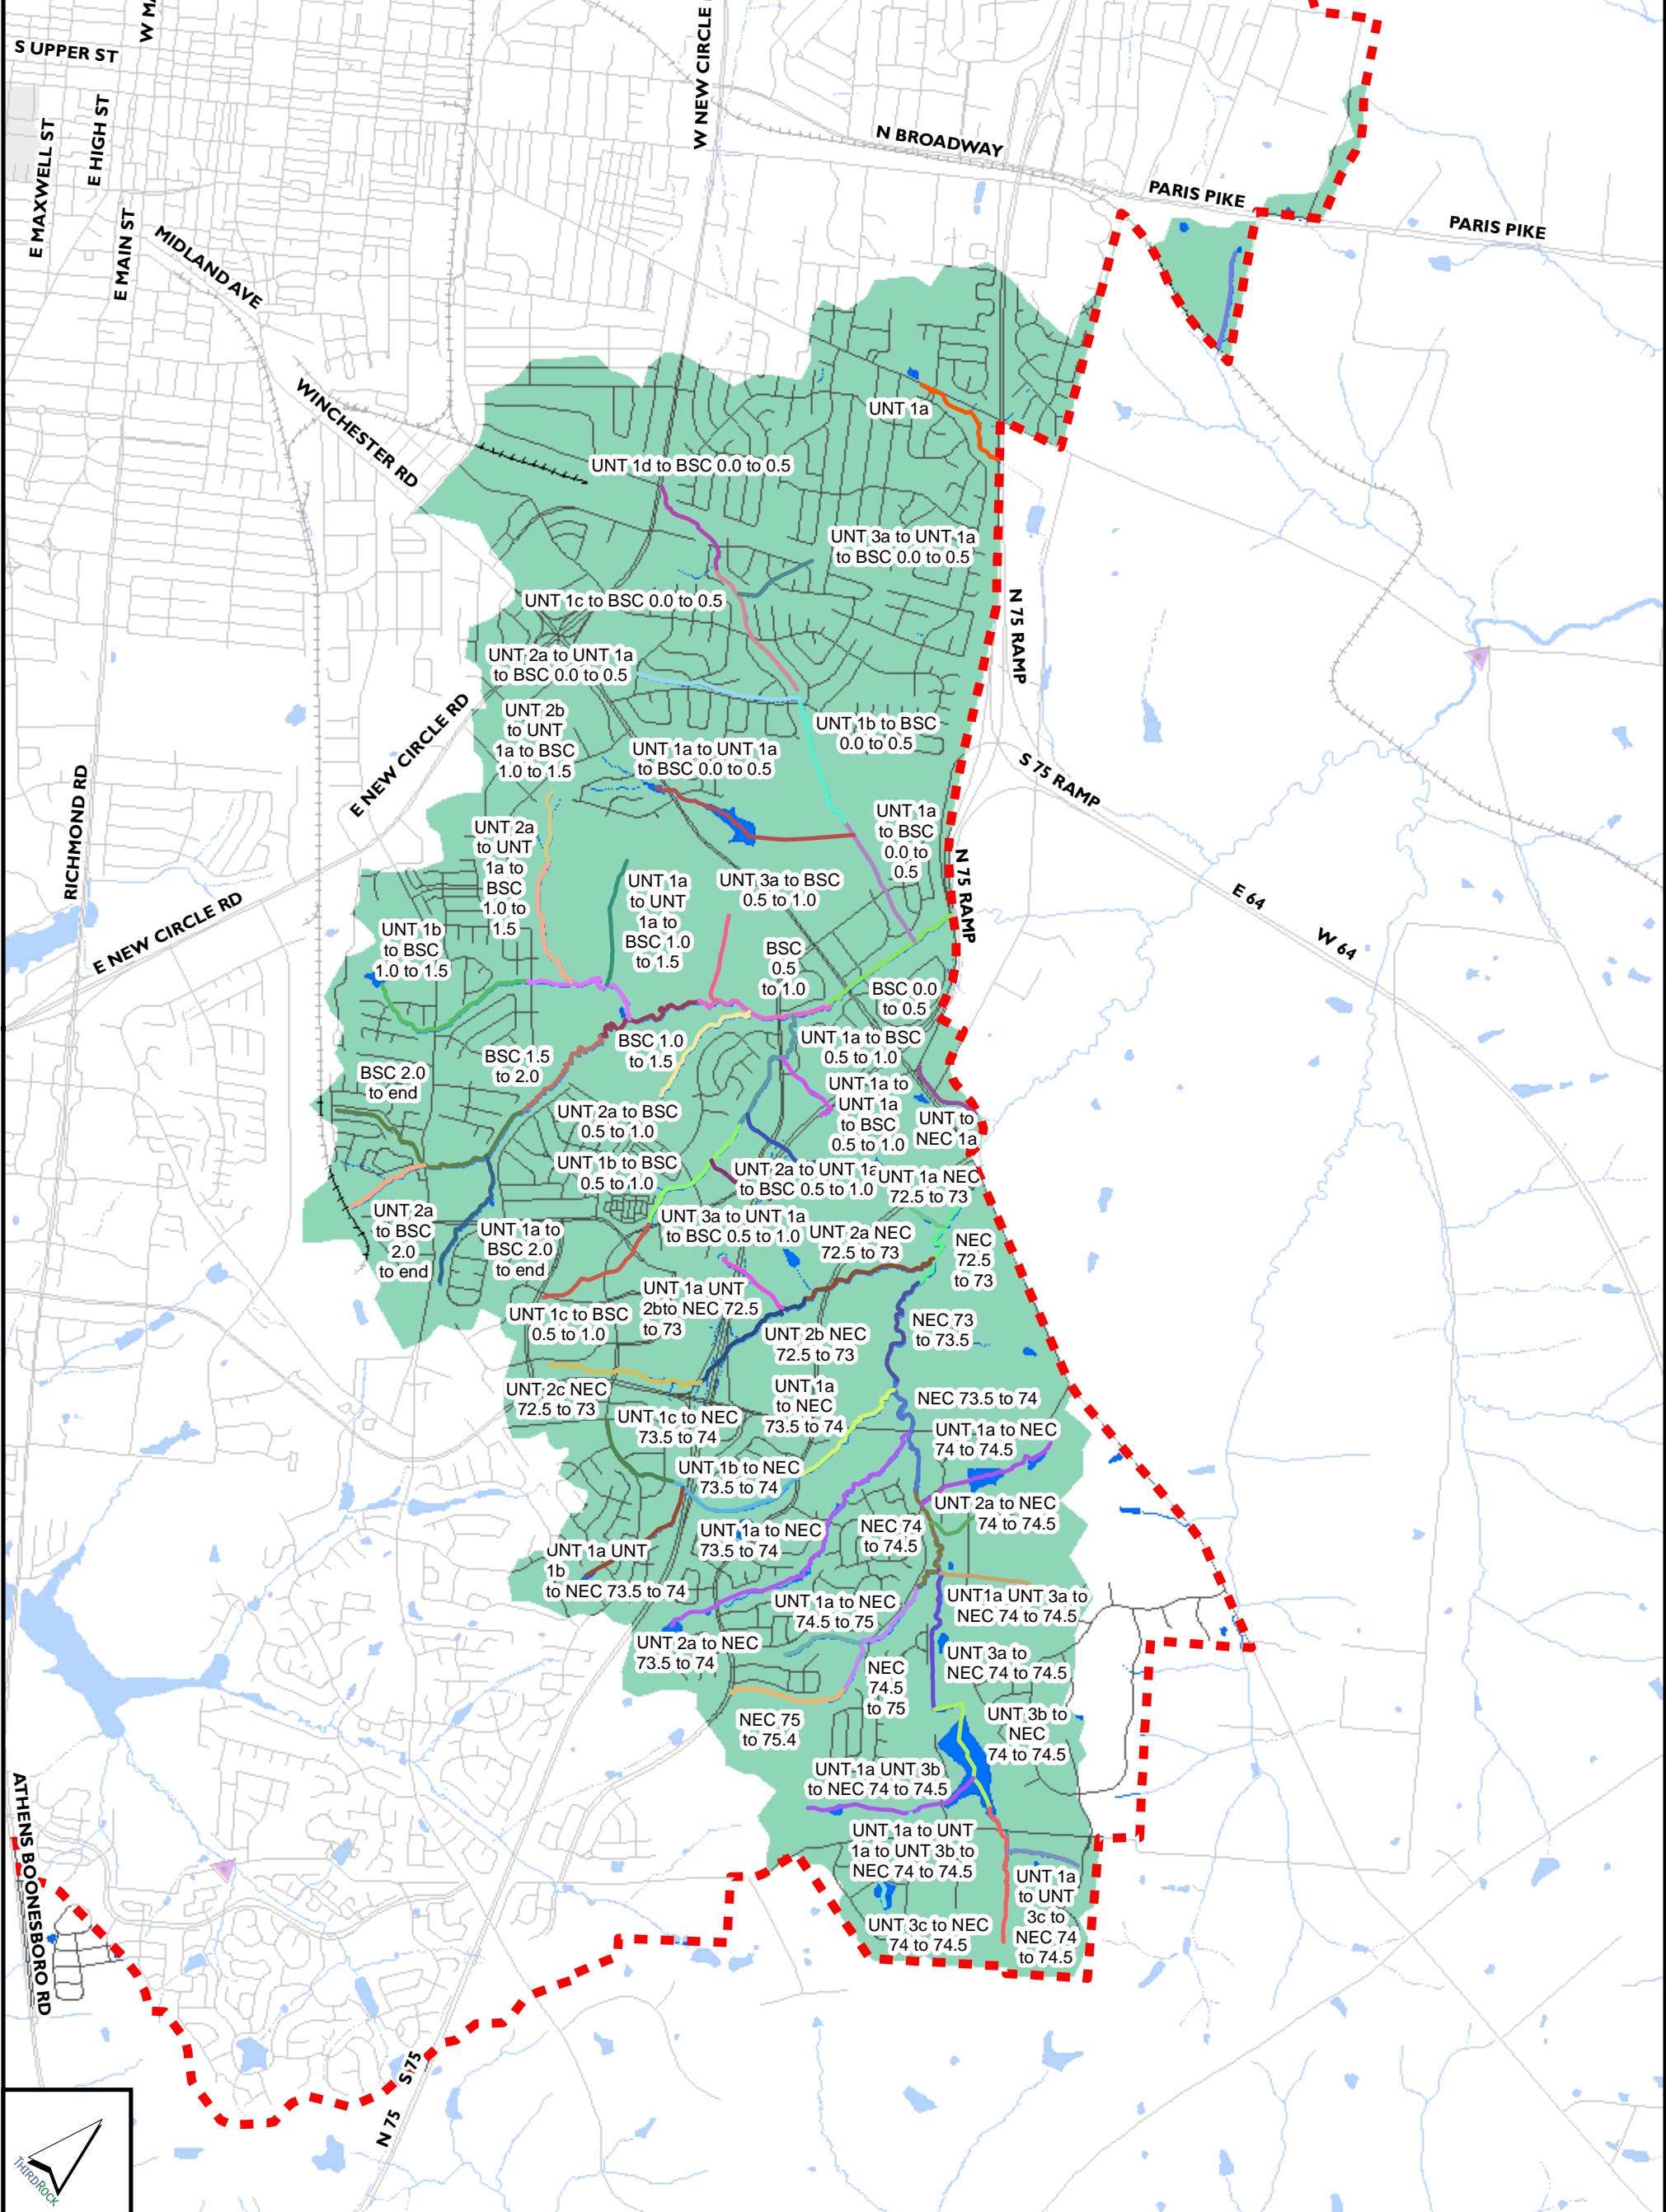 S UPPER ST
W NEW CIRCLE
E HIGH ST
E MAXWELL ST
E MAIN ST
MIDLAND AVE
N BROADWAY
PARIS PIKE
PARIS PIKE
WINCHESTER RD
UNT 1a
UNT 1d to BSC 0.0 to 0.5
UNT 3a to UNT 1a
to BSC 0.0 to 0.5
UNT 1c to BSC 0.0 to 0.5
N 75 RAMP
UNT 2a to UNT 1a
to BSC 0.0 to 0.5
UNT 2b
to UNT
1a to BSC
1.0 to 1.5
UNT 1b to BSC
0.0 to 0.5
UNT 1a to UNT 1a
to BSC 0.0 to 0.5
E NEW CIRCLE RD
S 75 RAMP
RICHMOND RD
UNT 2a
to UNT
1a to
BSC
1.0 to
1.5
UNT 1a
to BSC
0.0 to
0.5
N 75 RAMP
UNT 1a
to UNT
1a to
BSC 1.0
to 1.5
UNT 3a to BSC
0.5 to 1.0
E 64
W 64
E NEW CIRCLE RD
UNT 1b
to BSC
1.0 to 1.5
BSC
0.5
to 1.0
BSC 0.0
to 0.5
UNT 1a to BSC
0.5 to 1.0
BSC 1.0
to 1.5
BSC 1.5
to 2.0
BSC 2.0
to end
UNT 1a to
UNT 1a
to BSC
0.5 to 1.0
UNT to
NEC 1a
UNT 2a to BSC
0.5 to 1.0
UNT 1b to BSC
0.5 to 1.0
UNT 2a to UNT 1a
to BSC 0.5 to 1.0
UNT 1a NEC
72.5 to 73
UNT 2a
to BSC
2.0
to end
UNT 1a to
BSC 2.0
to end
UNT 3a to UNT 1a
to BSC 0.5 to 1.0
UNT 2a NEC
72.5 to 73
NEC
72.5
to 73
UNT 1c to BSC
0.5 to 1.0
UNT 1a UNT
2bto NEC 72.5
to 73
UNT 2b NEC
72.5 to 73
NEC 73
to 73.5
UNT 2c NEC
72.5 to 73
UNT 1c to NEC
73.5 to 74
UNT 1a
to NEC
73.5 to 74
NEC 73.5 to 74
UNT 1a to NEC
74 to 74.5
UNT 1b to NEC
73.5 to 74
UNT 2a to NEC
74 to 74.5
UNT 1a to NEC
73.5 to 74
NEC 74
to 74.5
UNT 1a UNT
1b
to NEC 73.5 to 74
UNT1a UNT 3a to
NEC 74 to 74.5
UNT 1a to NEC
74.5 to 75
UNT 2a to NEC
73.5 to 74
UNT 3a to
NEC 74 to 74.5
NEC
74.5
to 75
NEC 75
to 75.4
UNT 3b to
NEC
74 to 74.5
UNT 1a UNT 3b
to NEC 74 to 74.5
UNT 1a to UNT
1a to UNT 3b to
NEC 74 to 74.5
UNT 1a
to UNT
3c to
NEC 74
to 74.5
UNT 3c to NEC
74 to 74.5
ATHENS BOONESBORO RD
S 75
N 75
THIRDROCK